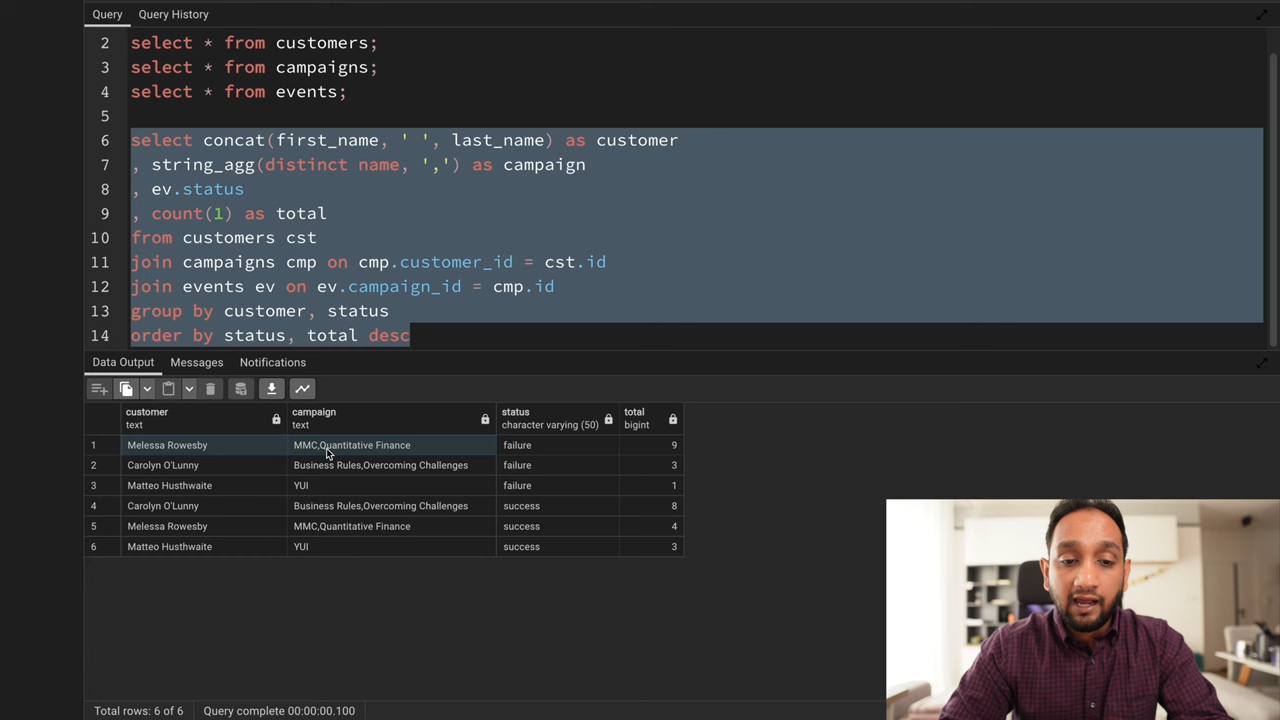 Query Query History
2 select * from customers;
3 select * from campaigns;
4 select * from events;
5
6 select concat(first_name, ' ', last_name) as customer
7 , string_agg(distinct name, ',') as campaign
8 , ev.status
9 , count(1) as total
10 from customers cst
11 join campaigns cmp on cmp.customer_id = cst.id
12 join events ev on ev.campaign_id = cmp.id
13 group by customer, status
14 order by status, total desc
Data Output Messages Notifications
customer campaign status total
text text character varying (50) bigint
1 Melessa Rowesby MMC,Quantitative Finance failure 9
2 Carolyn O'Lunny Business Rules,Overcoming Challenges failure 3
3 Matteo Husthwaite YUI failure 1
4 Carolyn O'Lunny Business Rules,Overcoming Challenges success 8
5 Melessa Rowesby MMC,Quantitative Finance success 4
6 Matteo Husthwaite YUI success 3
Total rows: 6 of 6 Query complete 00:00:00.100